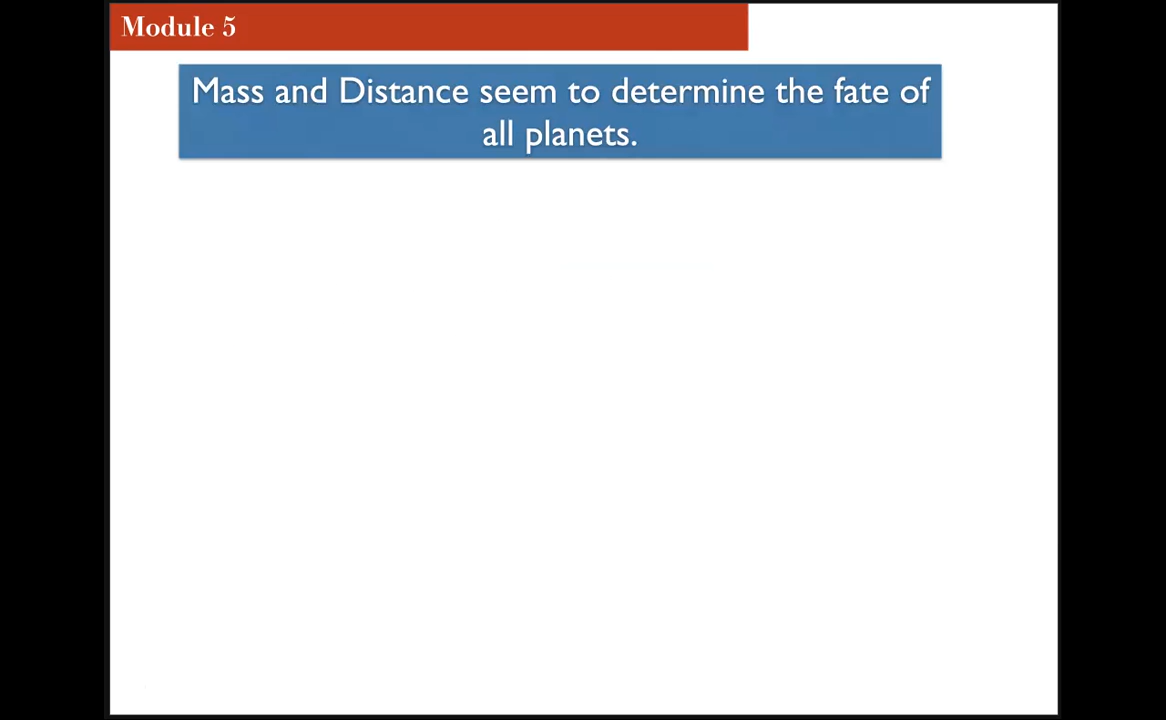 Module 5
Mass and Distance seem to determine the fate of
all planets.